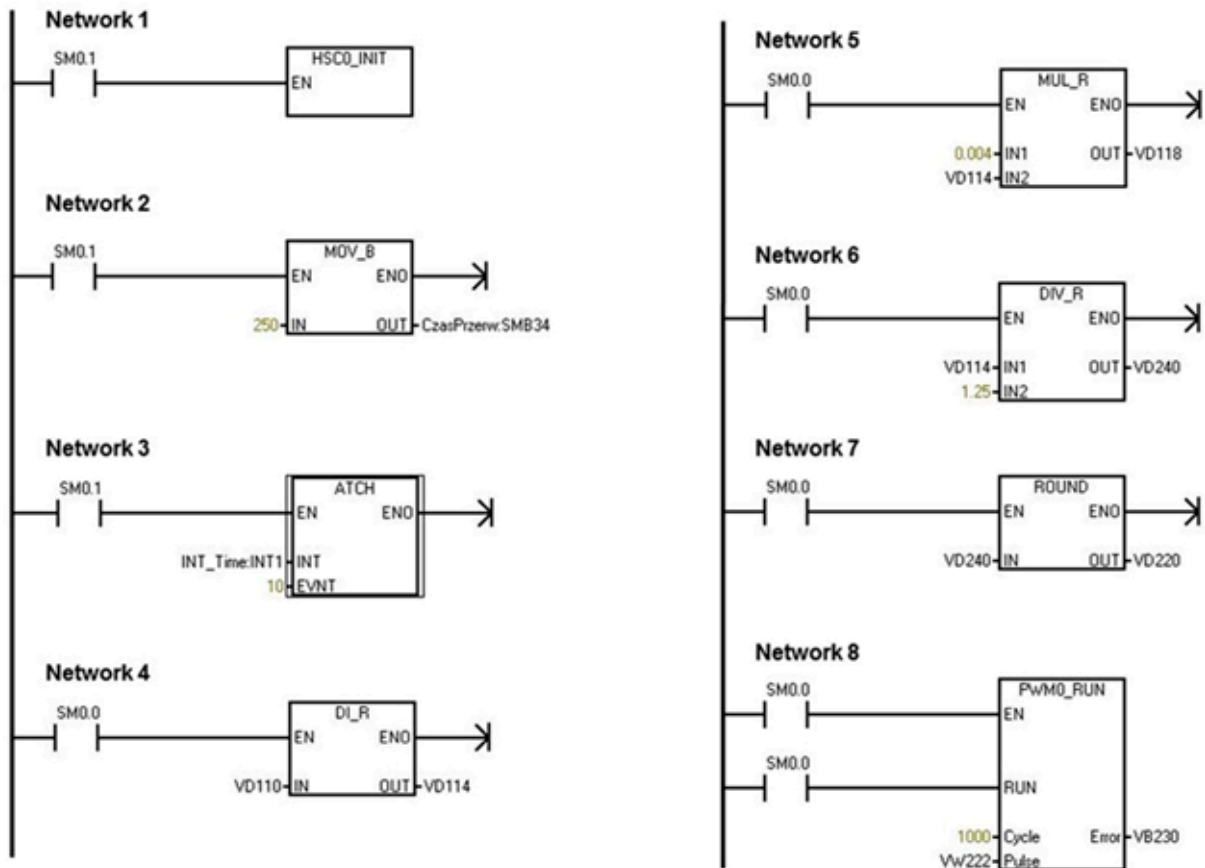 Network 1
SM0.1
HSC0_INIT
EN
Network 2
SM0.1
MOV_B
EN ENO
250 IN OUT CzasPrzerw:SMB34
Network 3
SM0.1
ATCH
EN ENO
INT_Time:INT1 INT
10 EVNT
Network 4
SM0.0
DI_R
EN ENO
VD110 IN OUT VD114
Network 5
SM0.0
MUL_R
EN ENO
0.004 IN1 OUT VD118
VD114 IN2
Network 6
SM0.0
DIV_R
EN ENO
VD114 IN1 OUT VD240
1.25 IN2
Network 7
SM0.0
ROUND
EN ENO
VD240 IN OUT VD220
Network 8
SM0.0
PWM0_RUN
EN
SM0.0
RUN
1000 Cycle Error VB230
VW222 Pulse